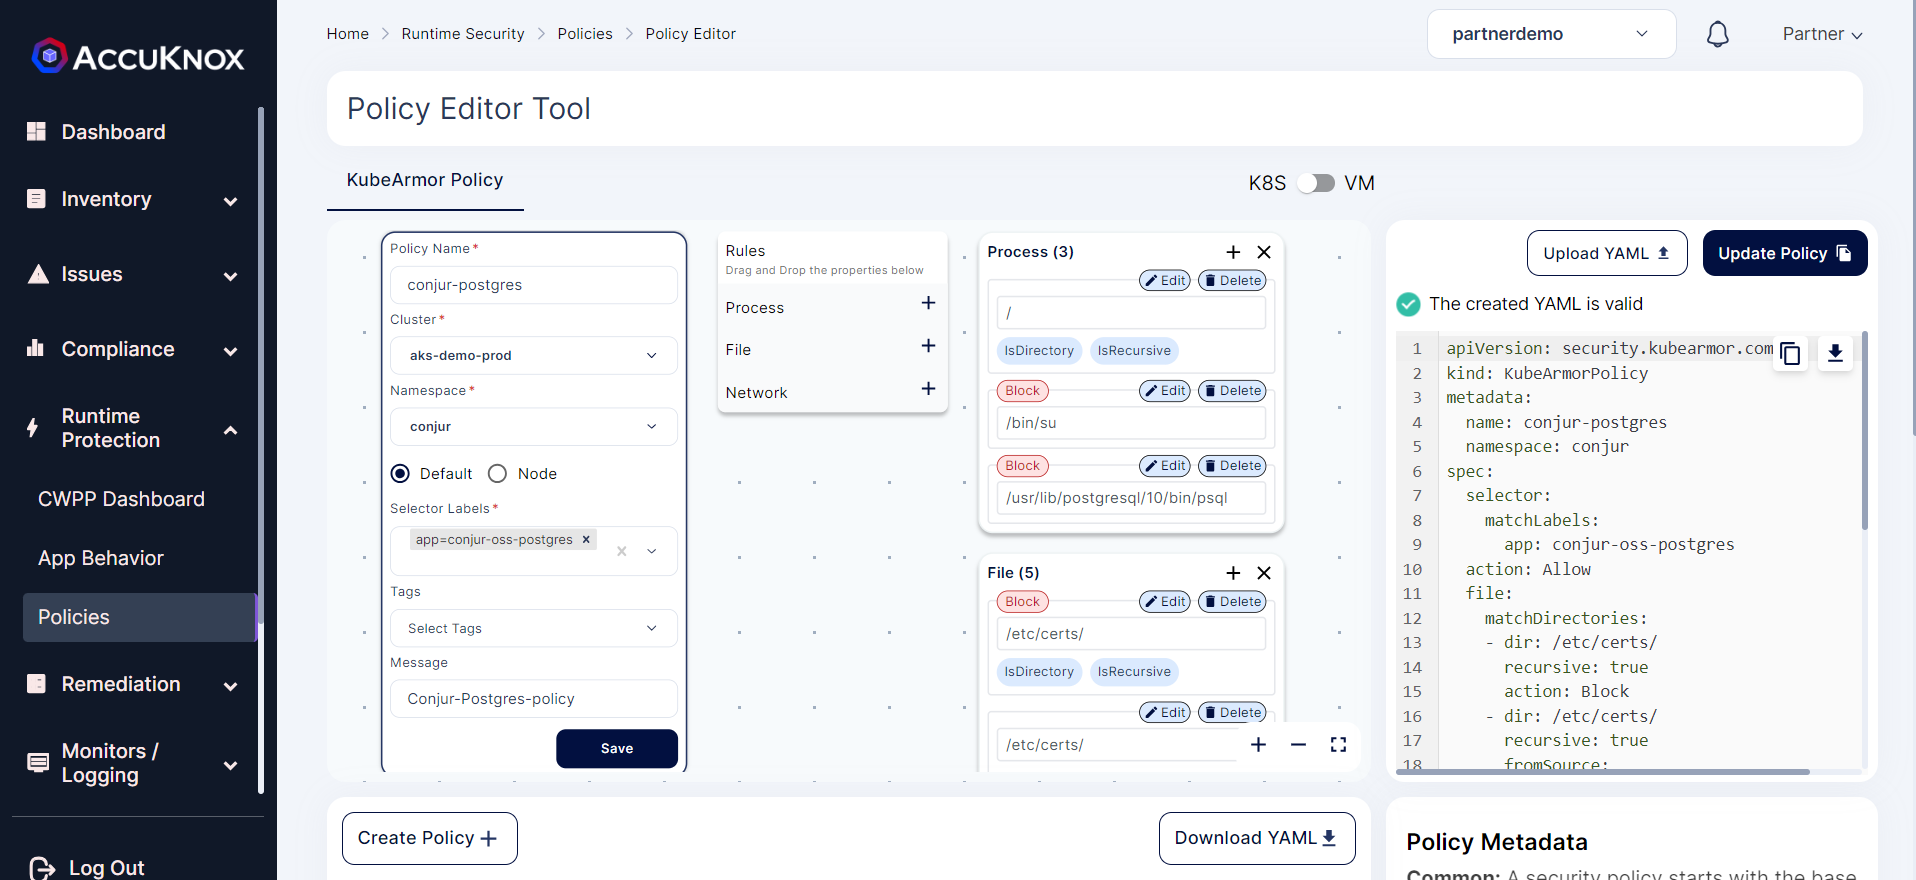 ACCUKNOX
Dashboard
Inventory
Issues
Compliance
Runtime
Protection
CWPP Dashboard
App Behavior
Policies
Remediation
Monitors /
Logging
Log Out
Home > Runtime Security > Policies > Policy Editor
partnerdemo
Partner
Policy Editor Tool
KubeArmor Policy
K8S VM
Policy Name*
conjur-postgres
Cluster*
aks-demo-prod
Namespace*
conjur
Default Node
Selector Labels*
app=conjur-oss-postgres ×
Tags
Select Tags
Message
Conjur-Postgres-policy
Save
Rules
Drag and Drop the properties below
Process +
File +
Network +
Process (3)
Edit Delete
/
IsDirectory IsRecursive
Block Edit Delete
/bin/su
Block Edit Delete
/usr/lib/postgresql/10/bin/psql
File (5)
Block Edit Delete
/etc/certs/
IsDirectory IsRecursive
Edit Delete
/etc/certs/
Create Policy +
Download YAML
Upload YAML
Update Policy
The created YAML is valid
1 apiVersion: security.kubearmor.com
2 kind: KubeArmorPolicy
3 metadata:
4 name: conjur-postgres
5 namespace: conjur
6 spec:
7 selector:
8 matchLabels:
9 app: conjur-oss-postgres
10 action: Allow
11 file:
12 matchDirectories:
13 - dir: /etc/certs/
14 recursive: true
15 action: Block
16 - dir: /etc/certs/
17 recursive: true
18 fromSource:
Policy Metadata
Common: A security policy starts with the base